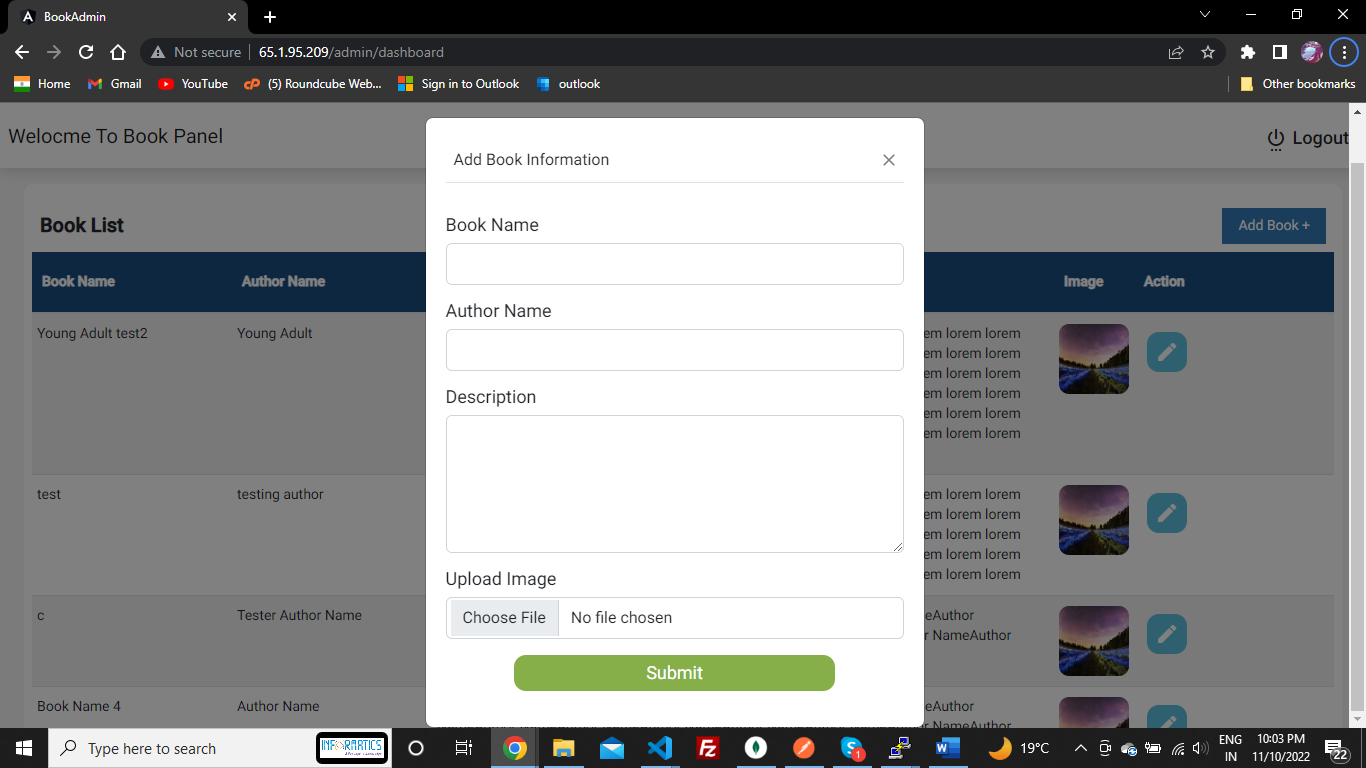 BookAdmin
Not secure
65.1.95.209/admin/dashboard
Home
Gmail
YouTube
(5) Roundcube Web...
Sign in to Outlook
outlook
Other bookmarks
Welocme To Book Panel
Logout
Book List
Add Book +
Book Name
Author Name
Image
Action
Young Adult test2
Young Adult
em lorem lorem
em lorem lorem
em lorem lorem
em lorem lorem
em lorem lorem
em lorem lorem
test
testing author
em lorem lorem
em lorem lorem
em lorem lorem
em lorem lorem
em lorem lorem
c
Tester Author Name
eAuthor
r NameAuthor
Book Name 4
Author Name
eAuthor
r NameAuthor
Add Book Information
Book Name
Author Name
Description
Upload Image
Choose File
No file chosen
Submit
Type here to search
INFORARTICS
19°C
ENG
IN
10:03 PM
11/10/2022
22
1